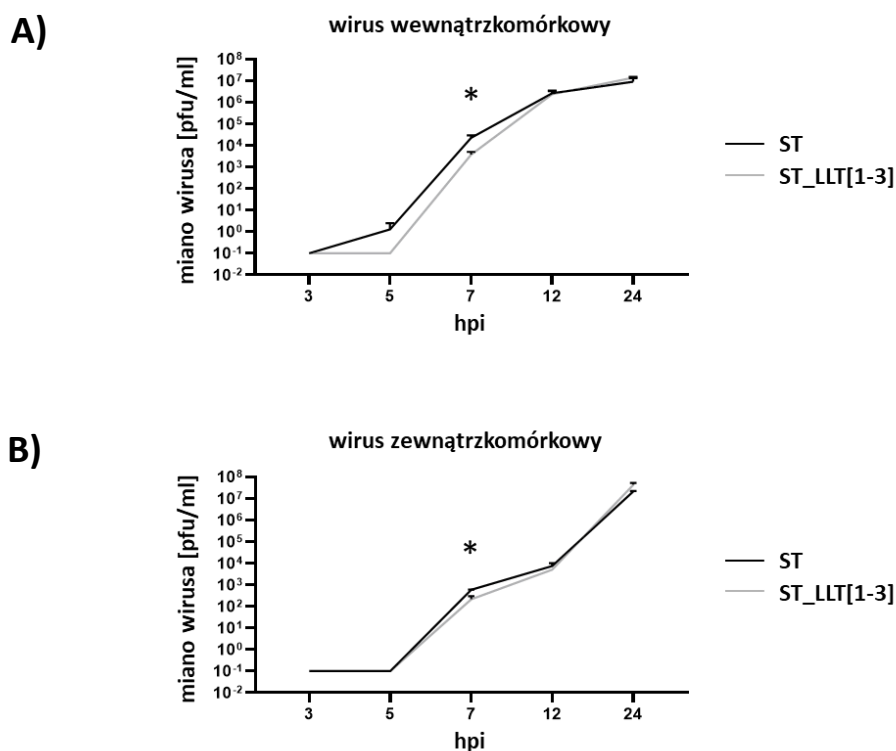 A)
wirus wewnątrzkomórkowy
miano wirusa [pfu/ml]
10⁸
10⁷
10⁶
10⁵
10⁴
10³
10²
10¹
10⁰
10⁻¹
10⁻²
*
3 5 7 12 24
hpi
ST
ST_LLT[1-3]
B)
wirus zewnątrzkomórkowy
miano wirusa [pfu/ml]
10⁸
10⁷
10⁶
10⁵
10⁴
10³
10²
10¹
10⁰
10⁻¹
10⁻²
*
3 5 7 12 24
hpi
ST
ST_LLT[1-3]